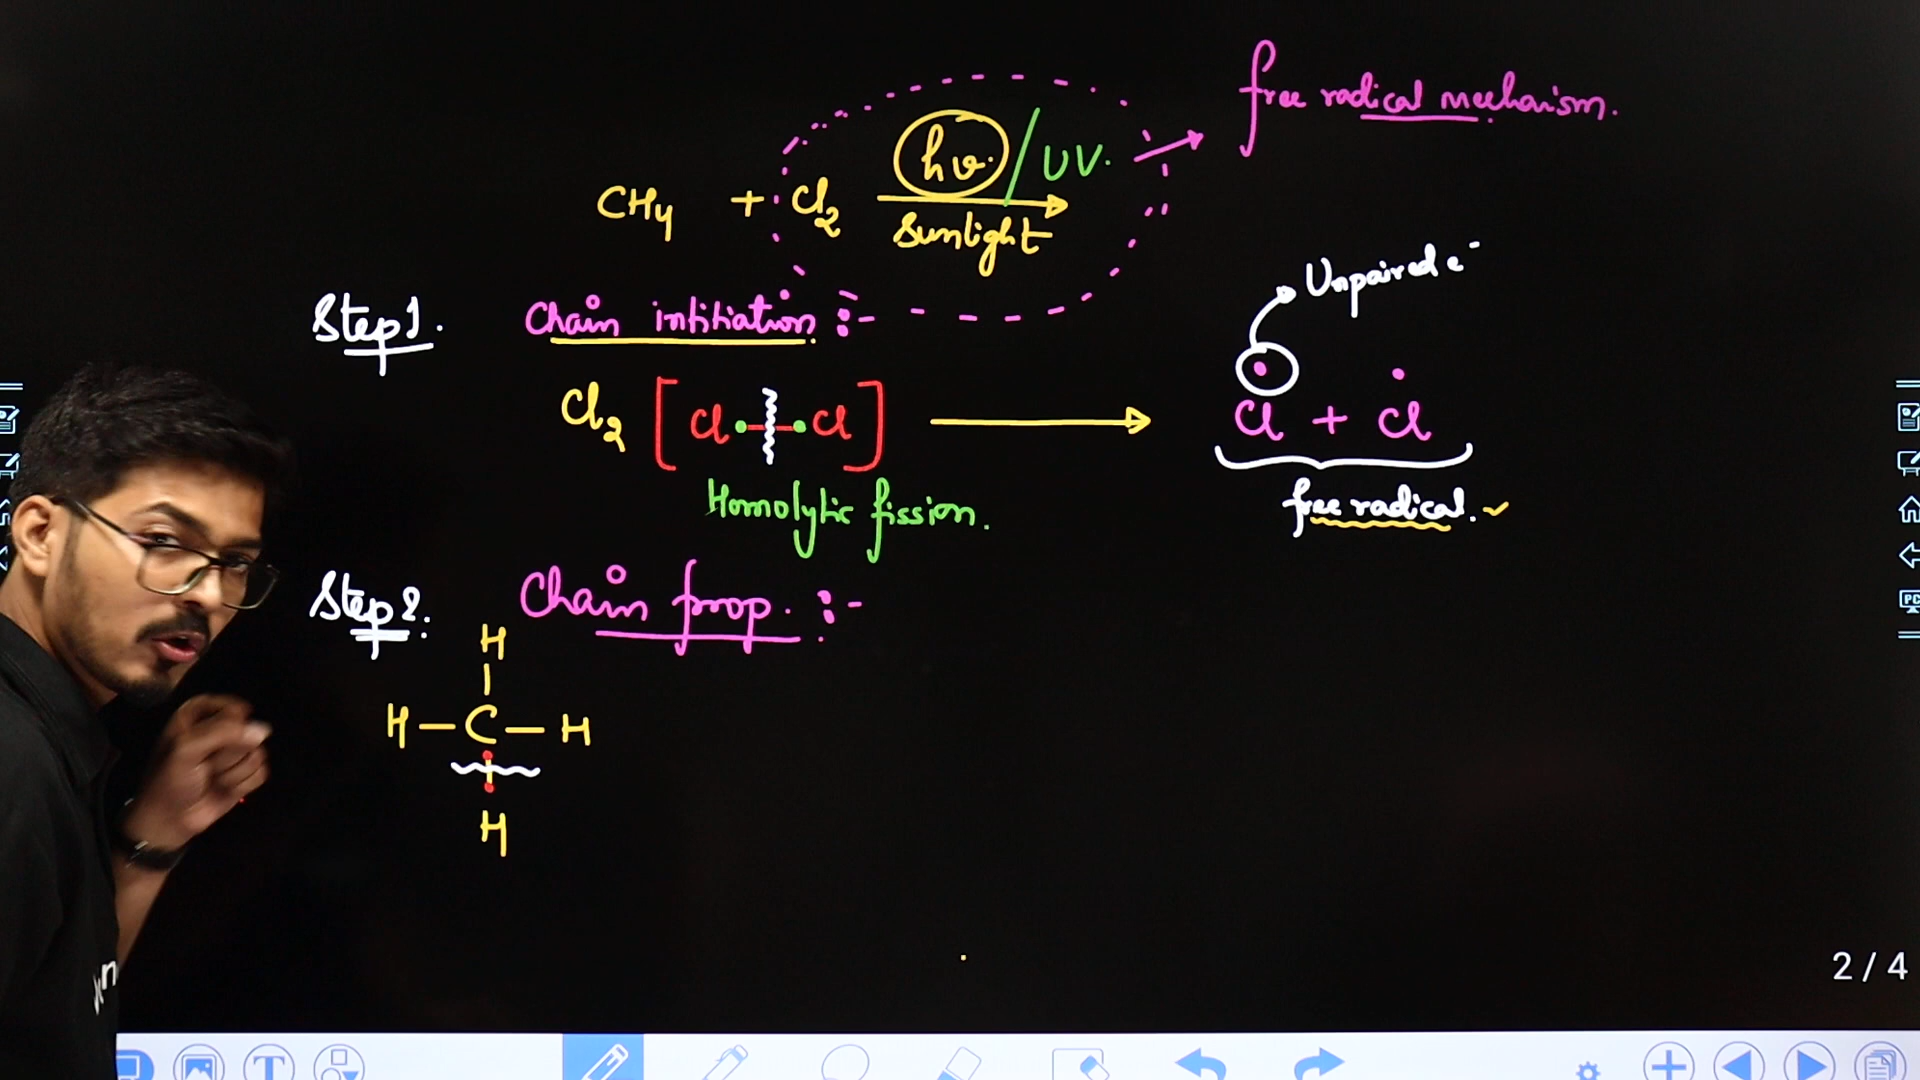 free radical mechanism.
hν. / UV.
CH4 + Cl2
Sunlight
Unpaired e-
Step 1. Chain intitiation :-
Cl2 [ Cl · Cl ] Cl + Cl
Homolytic fission. free radical.
Step 2. Chain prop. :-
H
H - C - H
H
2 / 4